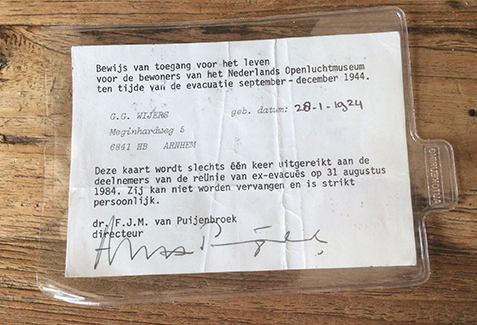 Bewijs van toegang voor het leven
voor de bewoners van het Nederlands Openluchtmuseum
ten tijde van de evacuatie september-december 1944.
G.G. WIJERS
geb. datum: 28-1-1924
Meginhardweg 5
6841 HB ARNHEM
Deze kaart wordt slechts één keer uitgereikt aan de
deelnemers van de reünie van ex-evacués op 31 augustus
1984. Zij kan niet worden vervangen en is strikt
persoonlijk.
dr. F.J.M. van Puijenbroek
directeur